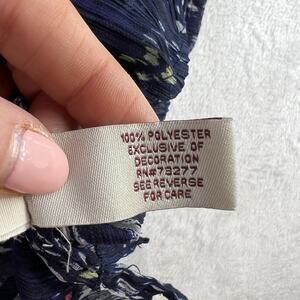 100% POLYESTER
EXCLUSIVE OF
DECORATION
RN#73277
SEE REVERSE
FOR CARE